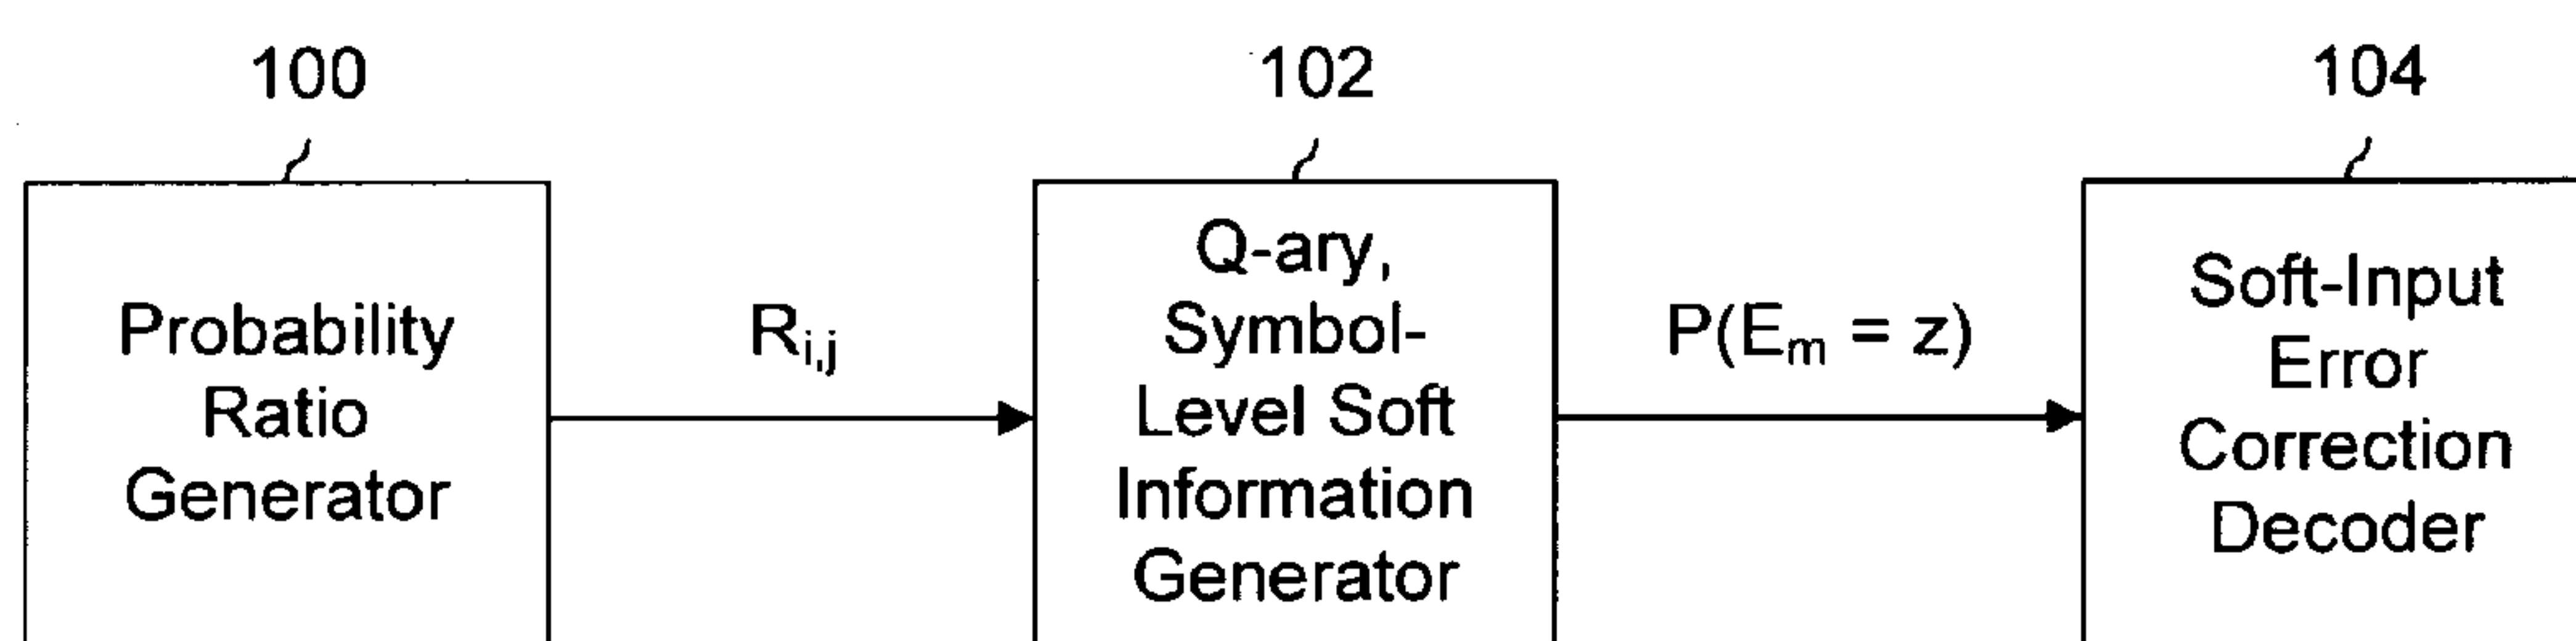 100
102
104
Probability
Ratio
Generator
R_{i,j}
Q-ary,
Symbol-
Level Soft
Information
Generator
P(E_m = z)
Soft-Input
Error
Correction
Decoder